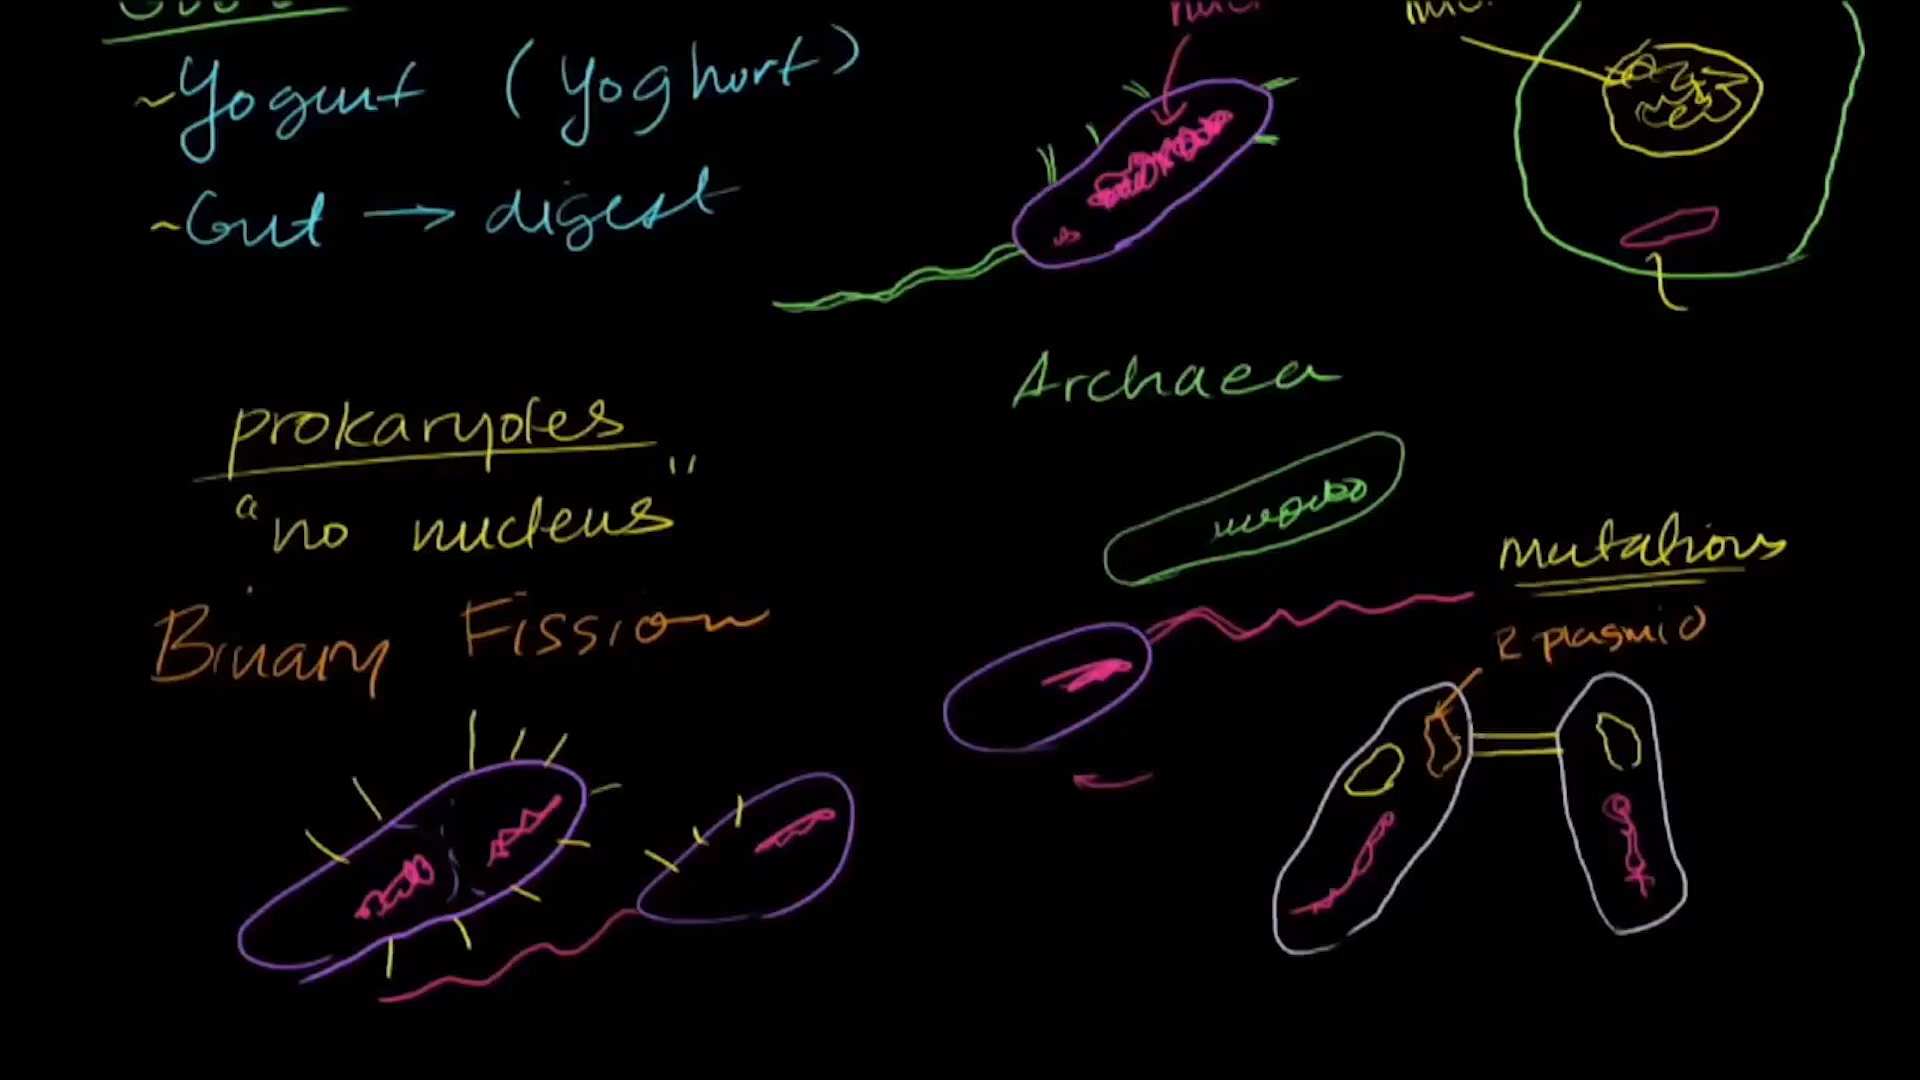 ~Yogurt (Yoghurt)
~Gut → digest
Archaea
prokaryotes
"no nucleus"
mutations
Binary Fission
R plasmid